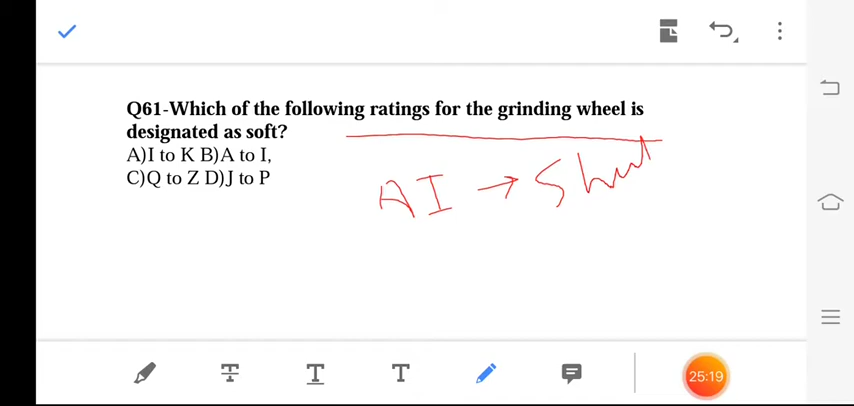 Q61-Which of the following ratings for the grinding wheel is
designated as soft?
A)I to K B)A to I,
C)Q to Z D)J to P
AI →
T T T
25:19